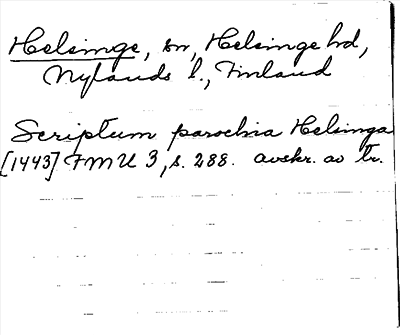 Helsinge, sn, Helsinge hd,
Nylands l., Finland
Scriptum parochia Helsinga
[1443] FMU 3, s. 288. avskr. av tr.